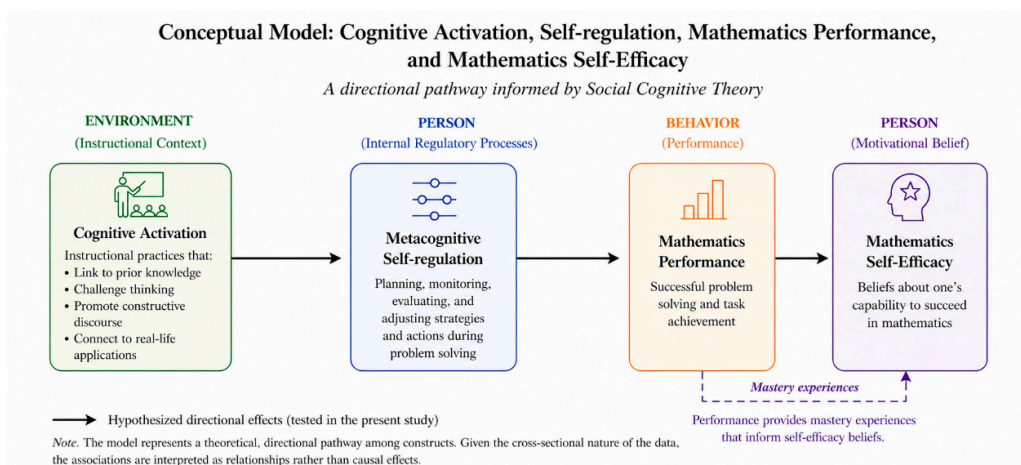 Conceptual Model: Cognitive Activation, Self-regulation, Mathematics Performance,
and Mathematics Self-Efficacy
A directional pathway informed by Social Cognitive Theory
ENVIRONMENT
(Instructional Context)
Cognitive Activation
Instructional practices that:
• Link to prior knowledge
• Challenge thinking
• Promote constructive
discourse
• Connect to real-life
applications
PERSON
(Internal Regulatory Processes)
Metacognitive
Self-regulation
Planning, monitoring,
evaluating, and
adjusting strategies
and actions during
problem solving
BEHAVIOR
(Performance)
Mathematics
Performance
Successful problem
solving and task
achievement
PERSON
(Motivational Belief)
Mathematics
Self-Efficacy
Beliefs about one's
capability to succeed
in mathematics
Mastery experiences
Performance provides mastery experiences
that inform self-efficacy beliefs.
Hypothesized directional effects (tested in the present study)
Note. The model represents a theoretical, directional pathway among constructs. Given the cross-sectional nature of the data,
the associations are interpreted as relationships rather than causal effects.